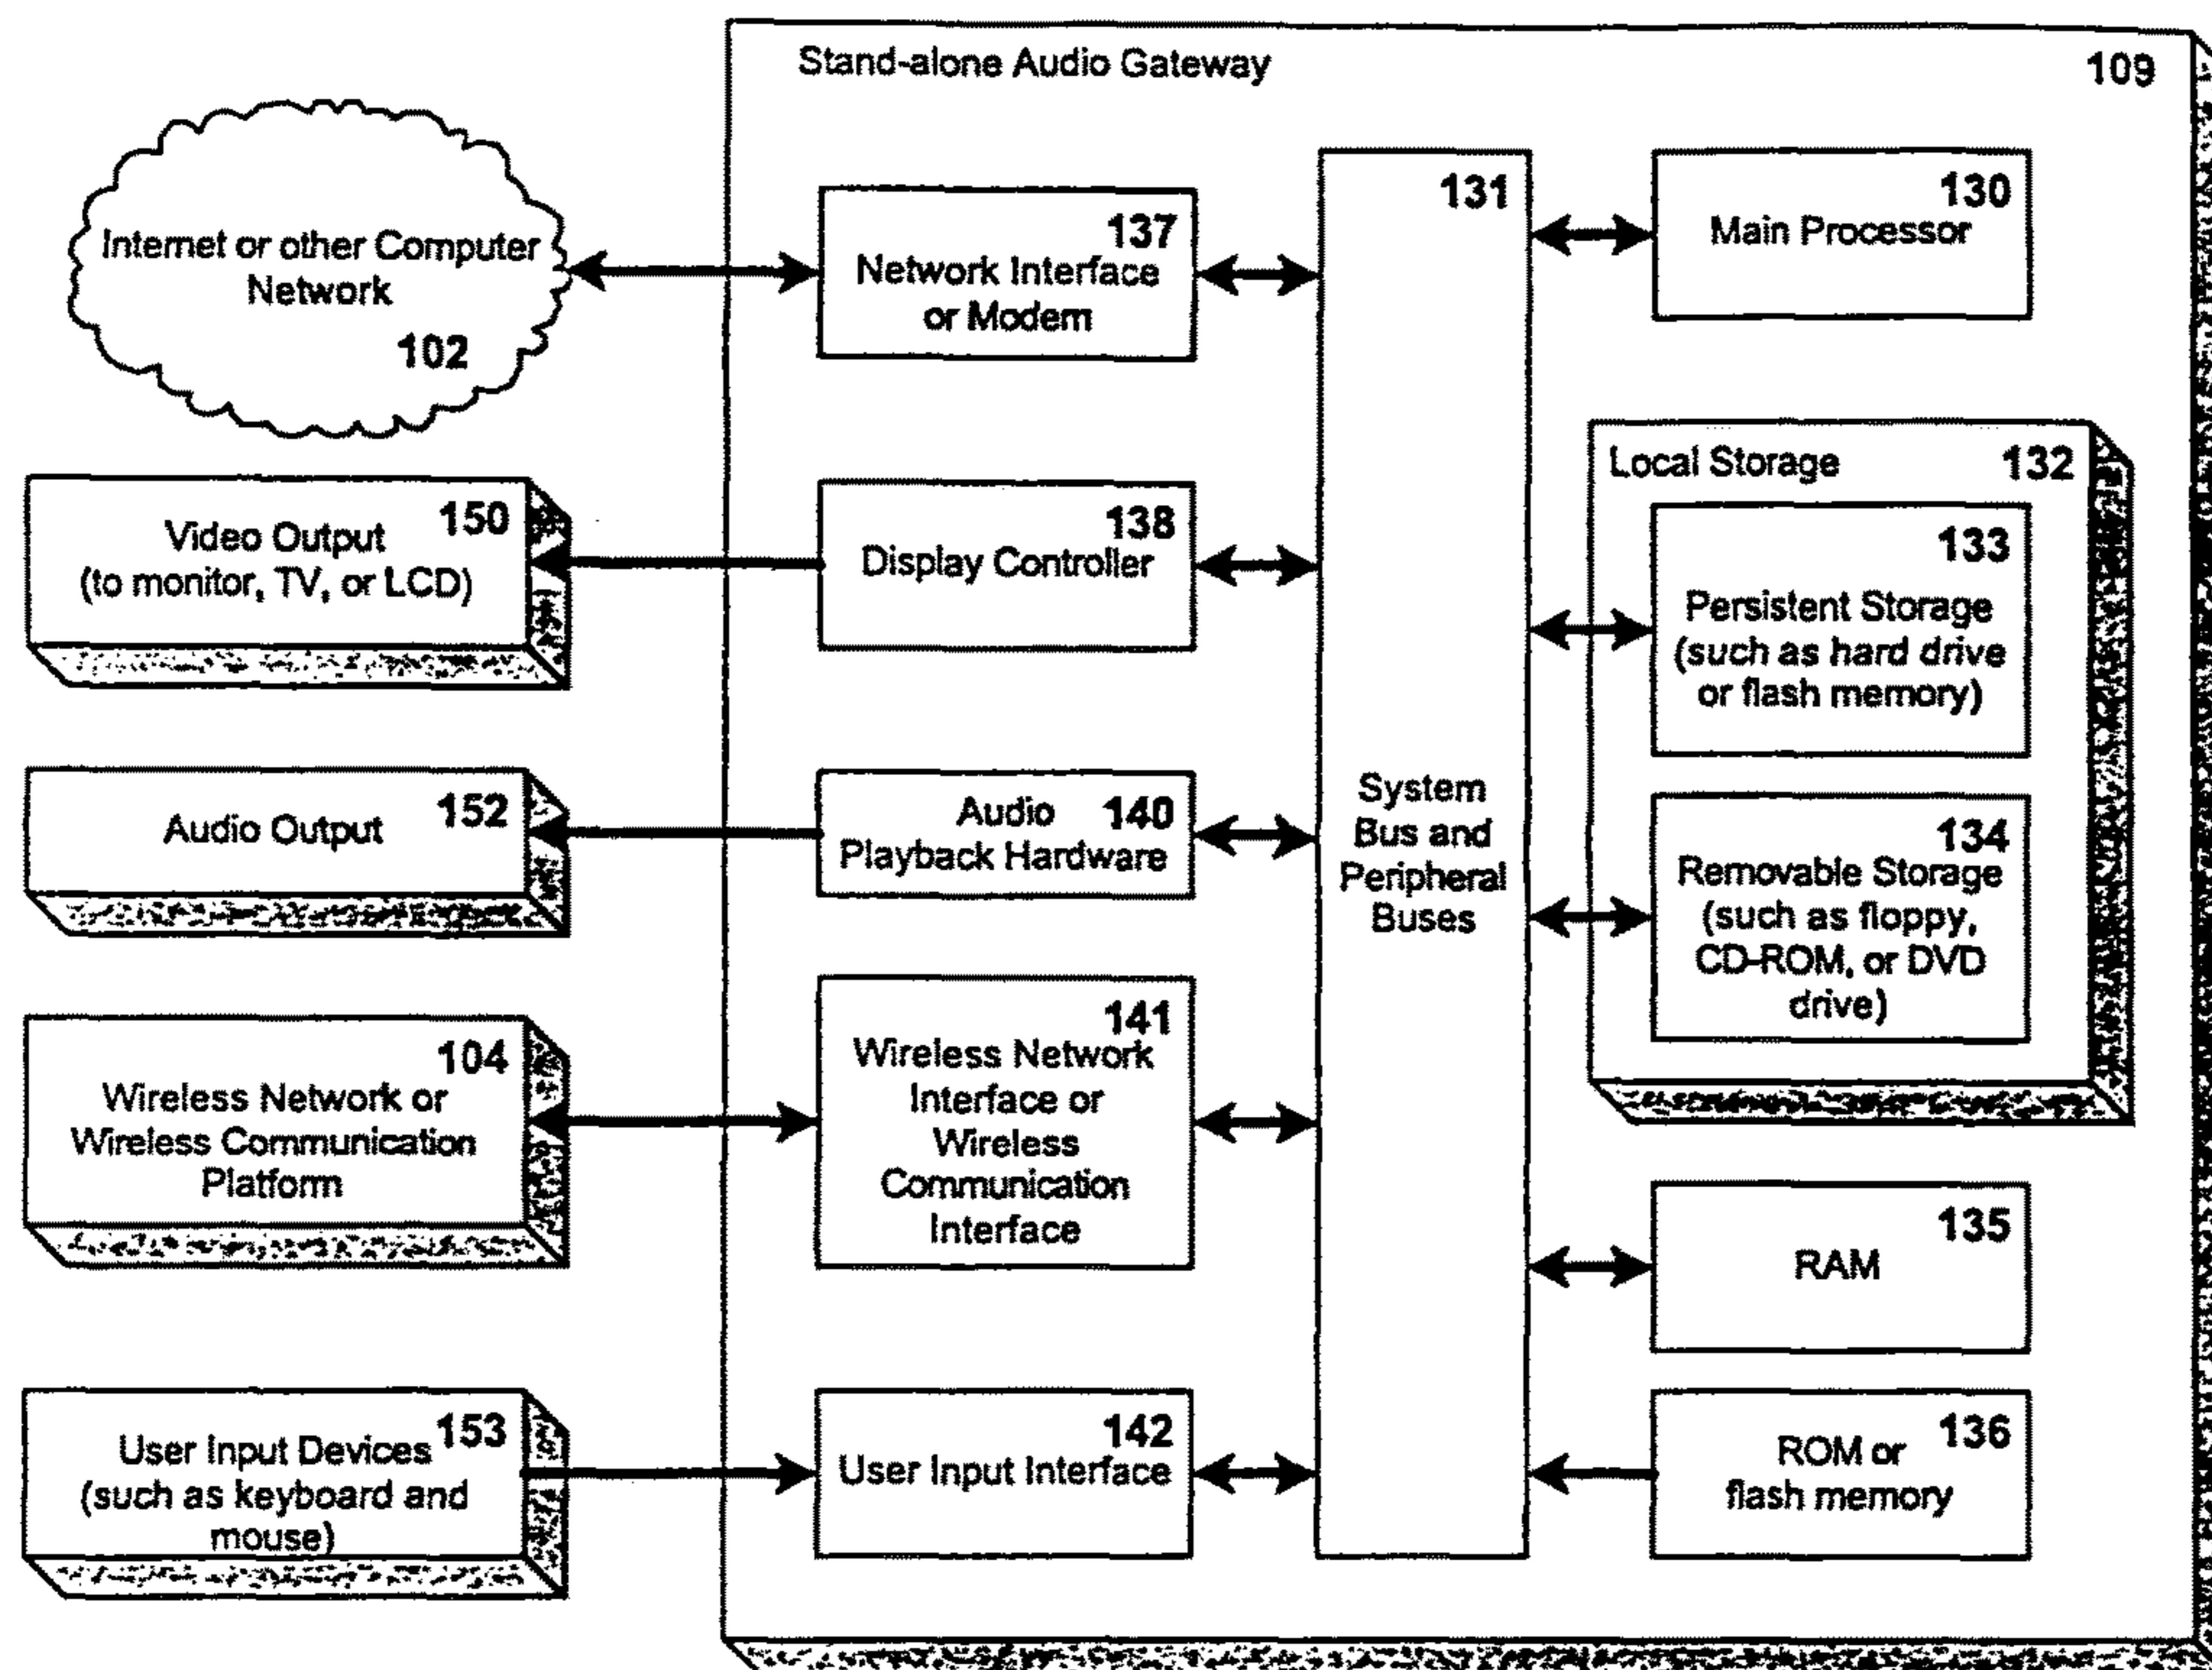 Stand-alone Audio Gateway
109
Internet or other Computer
Network
102
137
Network Interface
or Modem
131
System
Bus and
Peripheral
Buses
130
Main Processor
Local Storage
132
133
Persistent Storage
(such as hard drive
or flash memory)
134
Removable Storage
(such as floppy,
CD-ROM, or DVD
drive)
150
Video Output
(to monitor, TV, or LCD)
138
Display Controller
152
Audio Output
Audio
140
Playback Hardware
104
Wireless Network or
Wireless Communication
Platform
141
Wireless Network
Interface or
Wireless
Communication
Interface
135
RAM
153
User Input Devices
(such as keyboard and
mouse)
142
User Input Interface
136
ROM or
flash memory